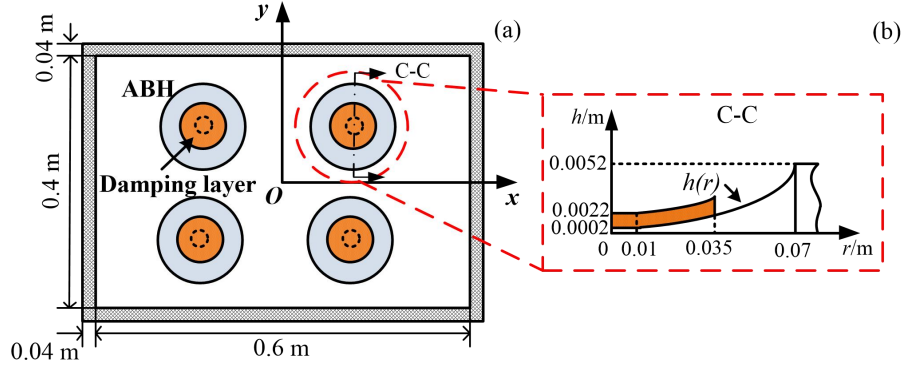 (a)
(b)
y
0.04 m
C-C
ABH
Damping layer
O
x
0.4 m
0.04 m
0.6 m
h/m
C-C
0.0052
h(r)
0.0022
0.0002
0
0.01
0.035
0.07
r/m